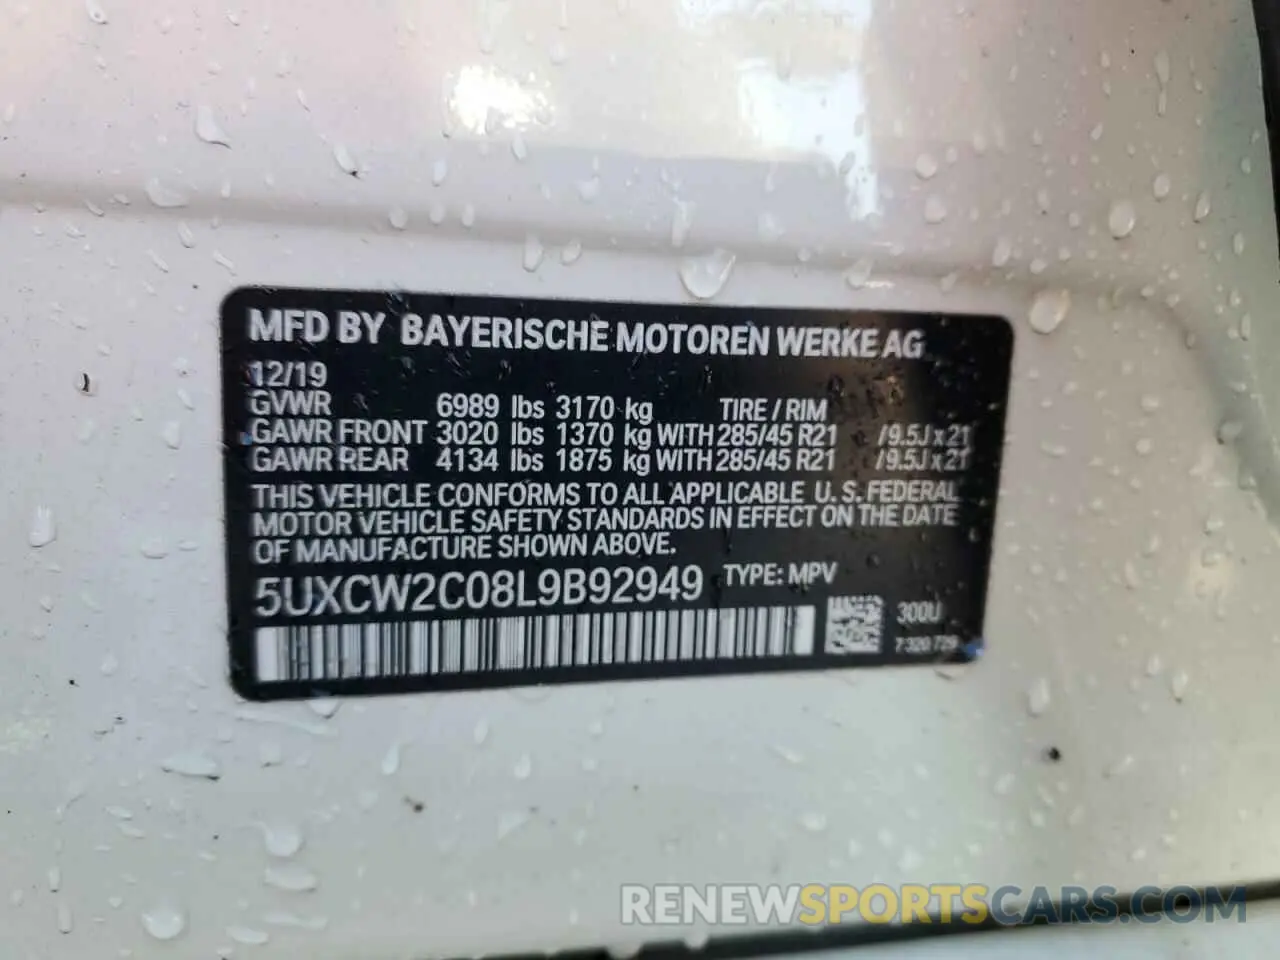 MFD BY BAYERISCHE MOTOREN WERKE AG
12/19
GVWR 6989 lbs 3170 kg TIRE / RIM
GAWR FRONT 3020 lbs 1370 kg WITH 285/45 R21 /9.5J x 21
GAWR REAR 4134 lbs 1875 kg WITH 285/45 R21 /9.5J x 21
THIS VEHICLE CONFORMS TO ALL APPLICABLE U. S. FEDERAL
MOTOR VEHICLE SAFETY STANDARDS IN EFFECT ON THE DATE
OF MANUFACTURE SHOWN ABOVE.
5UXCW2C08L9B92949 TYPE: MPV
300U
7 320 729
RENEWSPORTSCARS.COM